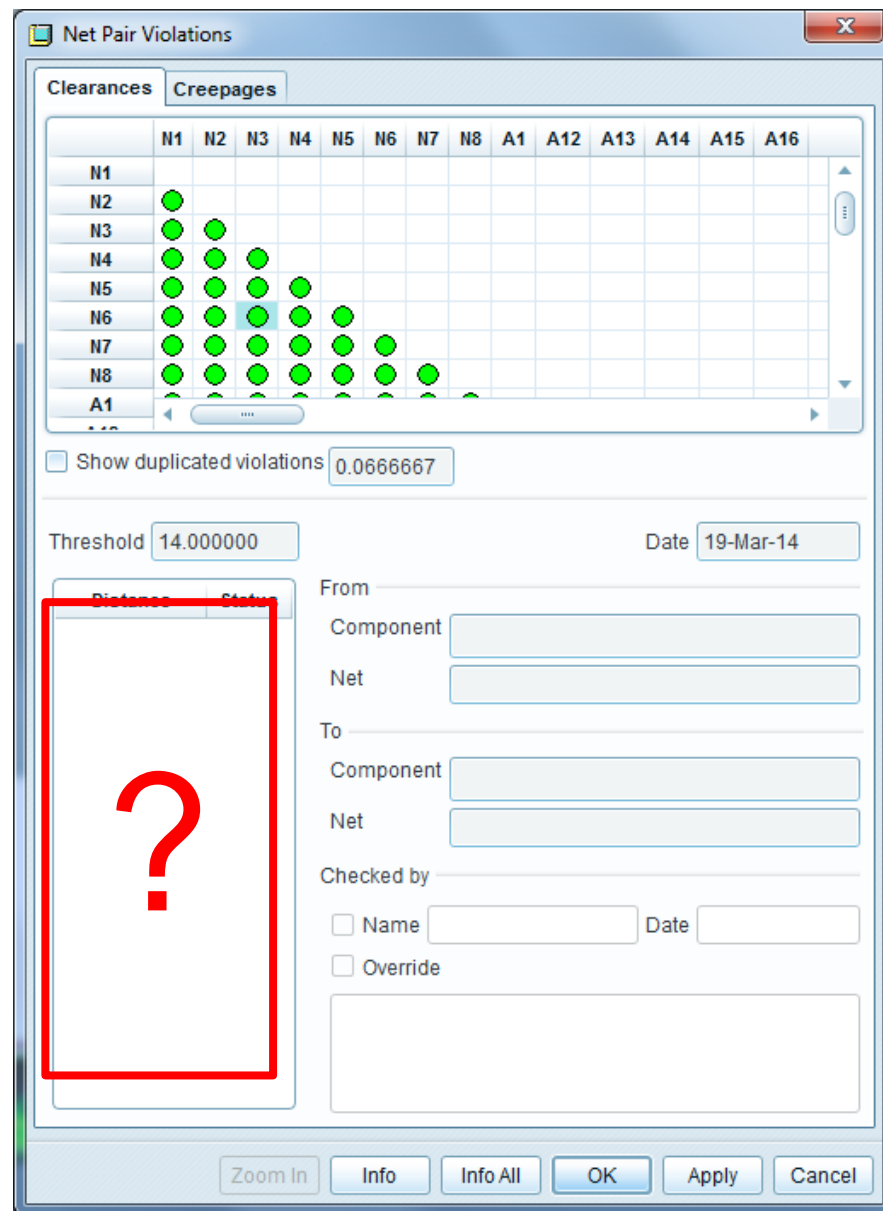 Net Pair Violations
x
Clearances Creepages
N1 N2 N3 N4 N5 N6 N7 N8 A1 A12 A13 A14 A15 A16
N1
N2
N3
N4
N5
N6
N7
N8
A1
Show duplicated violations 0.0666667
Threshold 14.000000 Date 19-Mar-14
Distance Status
From
Component
Net
To
Component
Net
?
Checked by
Name Date
Override
Zoom In Info Info All OK Apply Cancel